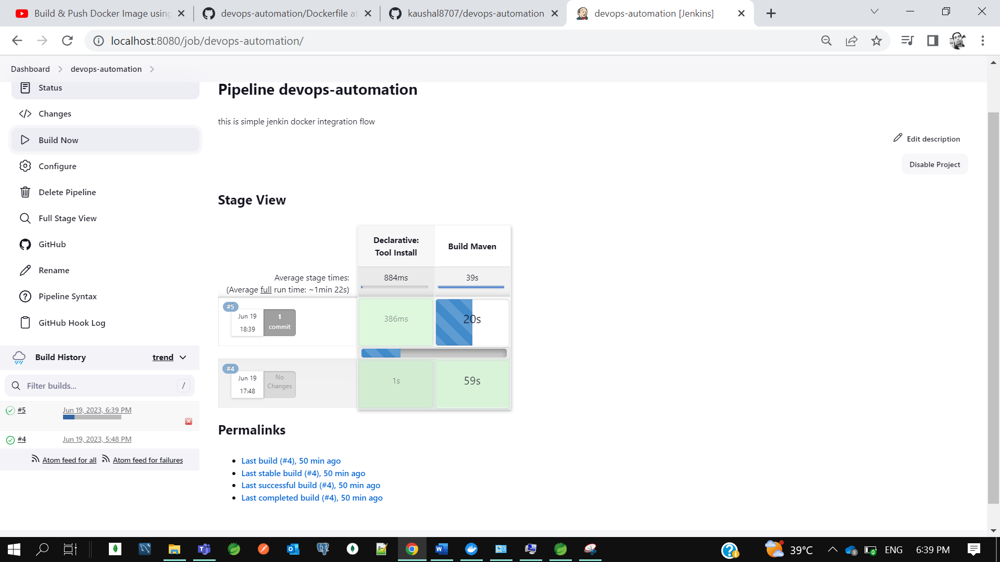 Build & Push Docker Image using
devops-automation/Dockerfile at
kaushal8707/devops-automation
devops-automation [Jenkins]
localhost:8080/job/devops-automation/
Dashboard
devops-automation
Status
Changes
Build Now
Configure
Delete Pipeline
Full Stage View
GitHub
Rename
Pipeline Syntax
GitHub Hook Log
Build History
trend
Filter builds...
/
#5
Jun 19, 2023, 6:39 PM
#4
Jun 19, 2023, 5:48 PM
Atom feed for all
Atom feed for failures
Pipeline devops-automation
this is simple jenkin docker integration flow
Edit description
Disable Project
Stage View
Declarative:
Tool Install
Build Maven
Average stage times:
(Average full run time: ~1min 22s)
884ms
39s
#5
Jun 19
18:39
1
commit
386ms
20s
#4
Jun 19
17:48
No
Changes
1s
59s
Permalinks
Last build (#4), 50 min ago
Last stable build (#4), 50 min ago
Last successful build (#4), 50 min ago
Last completed build (#4), 50 min ago
39°C
ENG
6:39 PM